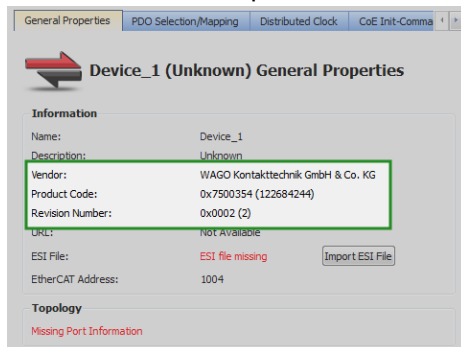 General Properties PDO Selection/Mapping Distributed Clock CoE Init-Comma
Device_1 (Unknown) General Properties
Information
Name: Device_1
Description: Unknown
Vendor: WAGO Kontakttechnik GmbH & Co. KG
Product Code: 0x7500354 (122684244)
Revision Number: 0x0002 (2)
URL: Not Available
ESI File: ESI file missing Import ESI File
EtherCAT Address: 1004
Topology
Missing Port Information